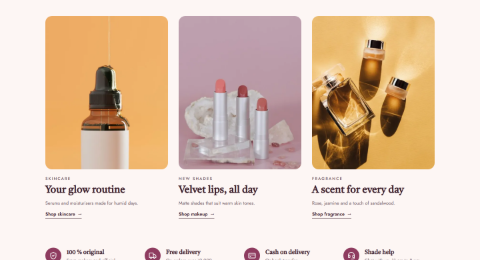 SKINCARE
Your glow routine
Serums and moisturisers made for humid days.
Shop skincare →
NEW SHADES
Velvet lips, all day
Matte shades that suit warm skin tones.
Shop makeup →
FRAGRANCE
A scent for every day
Rose, jasmine and a touch of sandalwood.
Shop fragrance →
100 % original
Free delivery
Cash on delivery
Shade help